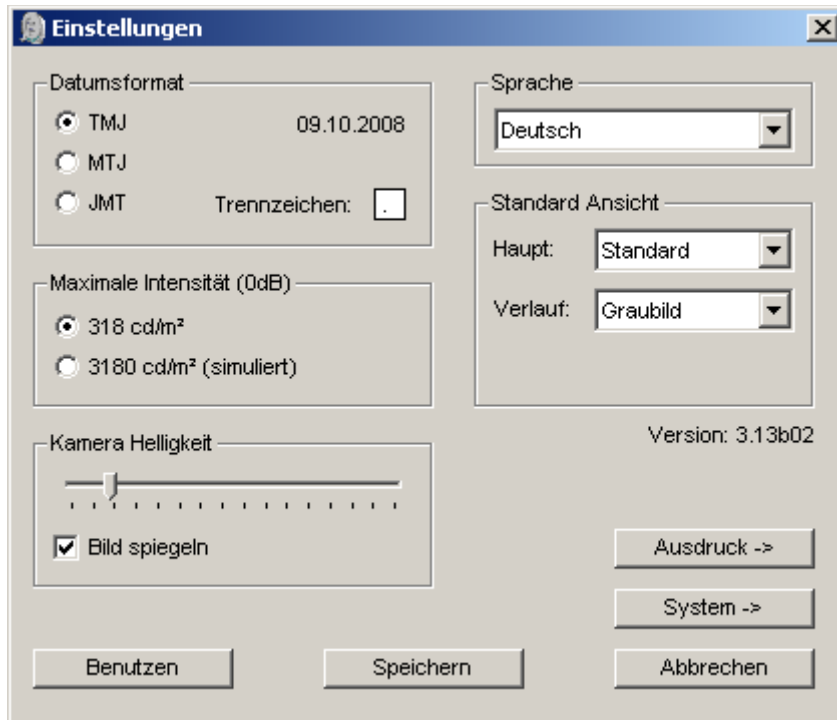 Einstellungen
Datumsformat
TMJ 09.10.2008
MTJ
JMT Trennzeichen: .
Maximale Intensität (0dB)
318 cd/m²
3180 cd/m² (simuliert)
Kamera Helligkeit
Bild spiegeln
Sprache
Deutsch
Standard Ansicht
Haupt: Standard
Verlauf: Graubild
Version: 3.13b02
Ausdruck ->
System ->
Benutzen Speichern Abbrechen